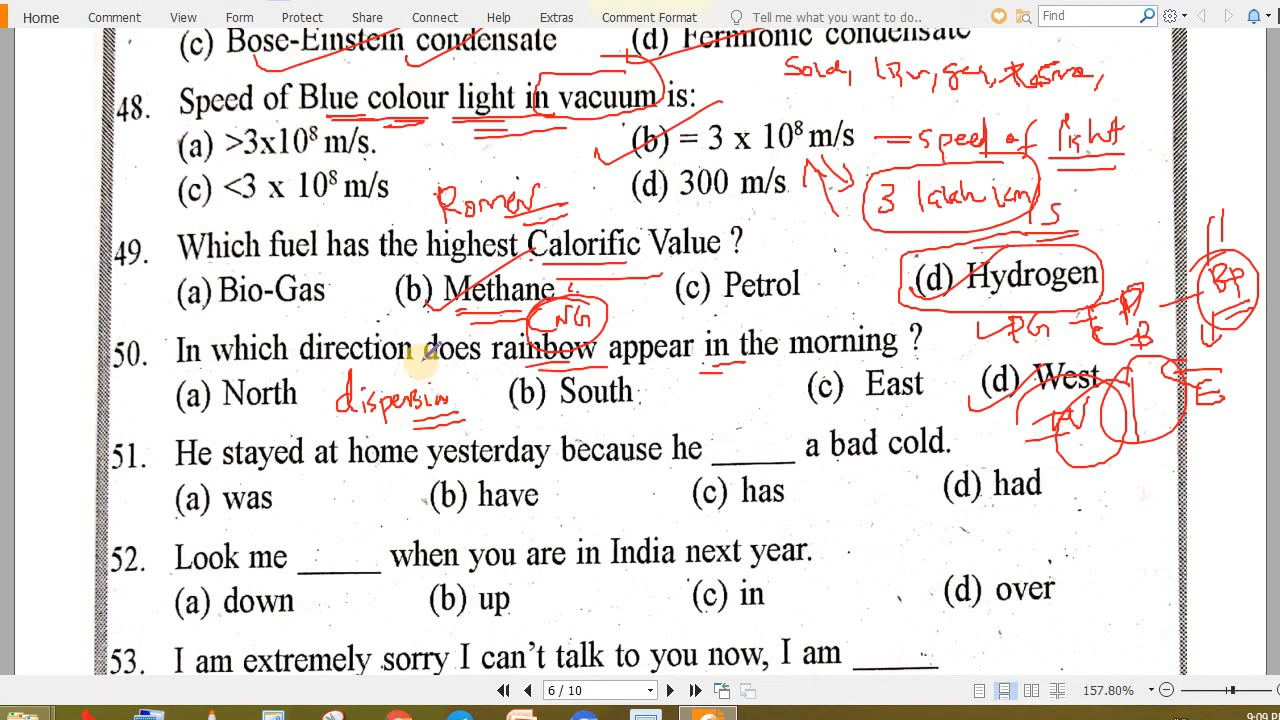 Home Comment View Form Protect Share Connect Help Extras Comment Format Tell me what you want to do.. Find
(c) Bose-Einstein condensate (d) Fermionic condensate
Solid,
48. Speed of Blue colour light in vacuum is:
(a) >3x10⁸ m/s. (b) = 3 x 10⁸ m/s = speed of light
(c) <3 x 10⁸ m/s (d) 300 m/s 3 lakh km
S
49. Which fuel has the highest Calorific Value ?
(a) Bio-Gas (b) Methane (c) Petrol (d) Hydrogen BP
CNG LPG P B
50. In which direction does rainbow appear in the morning ?
(a) North dispersion (b) South (c) East (d) West E
W
51. He stayed at home yesterday because he _____ a bad cold.
(a) was (b) have (c) has (d) had
52. Look me _____ when you are in India next year.
(a) down (b) up (c) in (d) over
53. I am extremely sorry I can't talk to you now, I am _____
6 / 10 157.80%